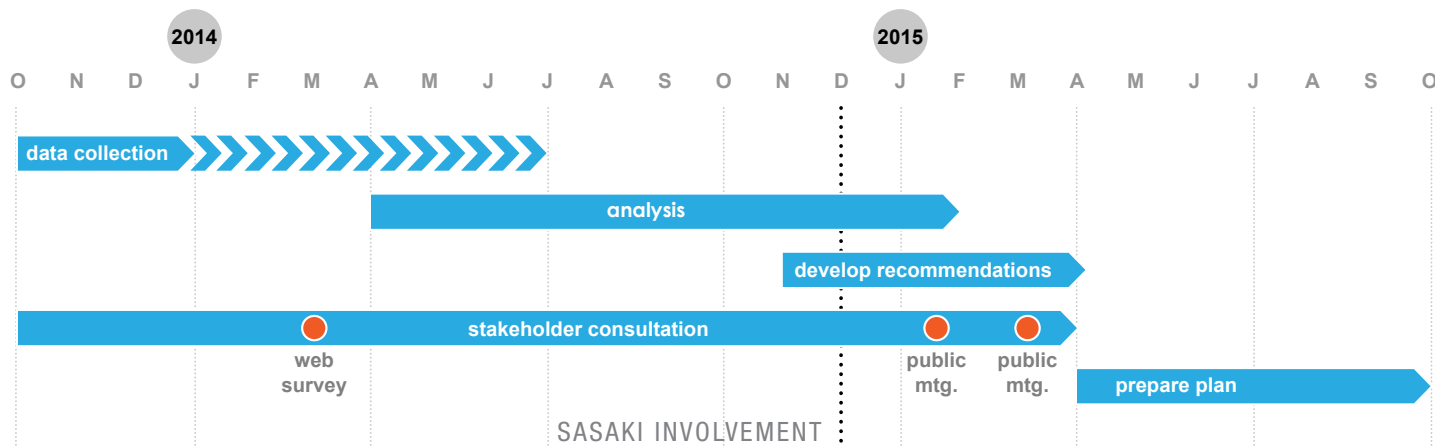 2014 2015
O N D J F M A M J J A S O N D J F M A M J J A S O
data collection
analysis
develop recommendations
stakeholder consultation
web
survey
public
mtg.
public
mtg.
prepare plan
SASAKI INVOLVEMENT